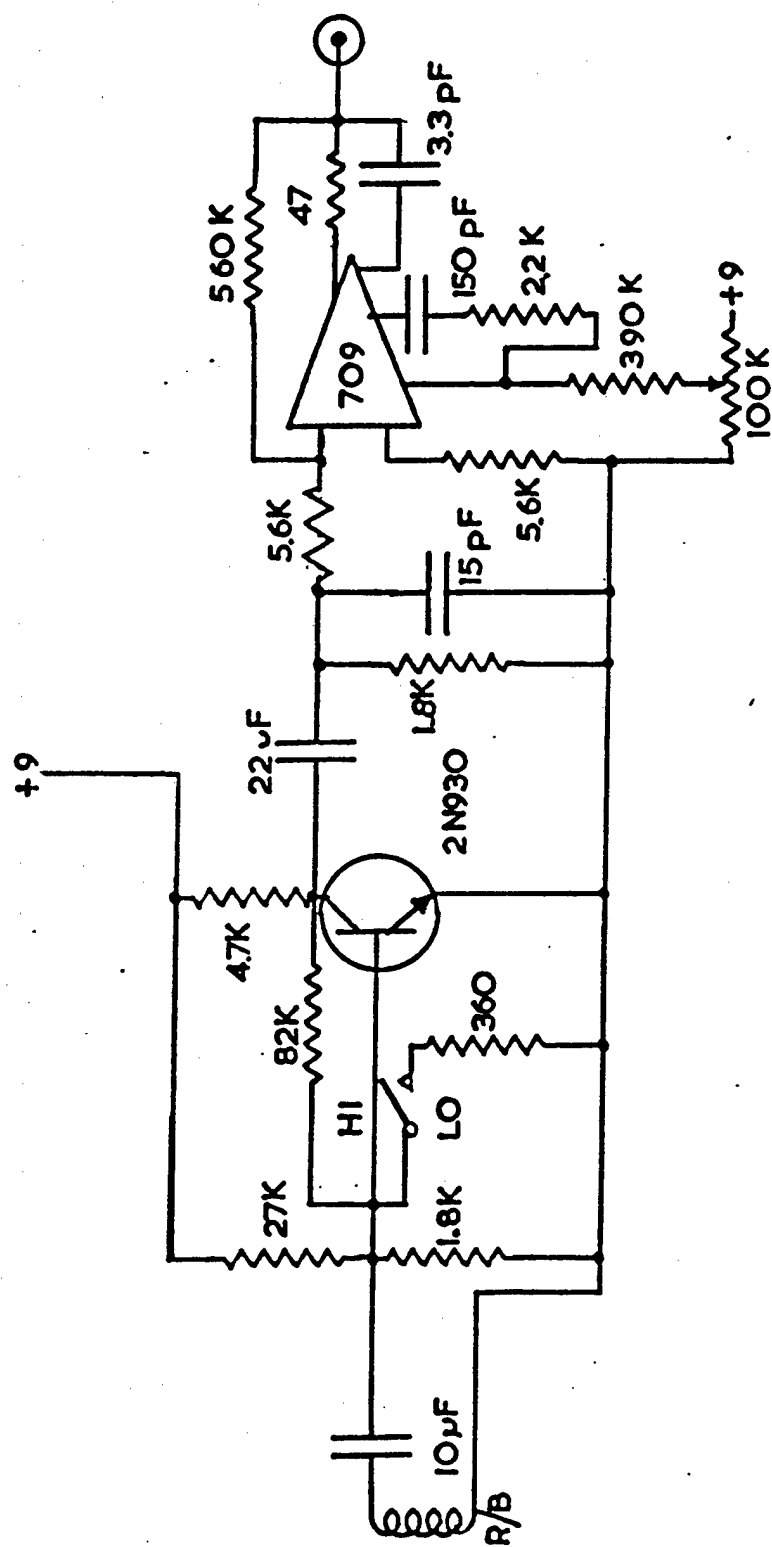 +9
560K
47
3.3pF
709
150pF
2.2K
390K
+9
100K
5.6K
5.6K
15pF
1.8K
22uF
2N930
4.7K
82K
HI
LO
360
27K
1.8K
10µF
R/B